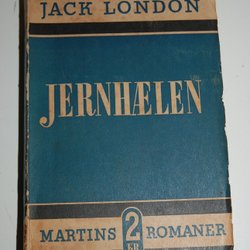 JACK LONDON
JERNHÆLEN
MARTINS 2 ROMANER
KR